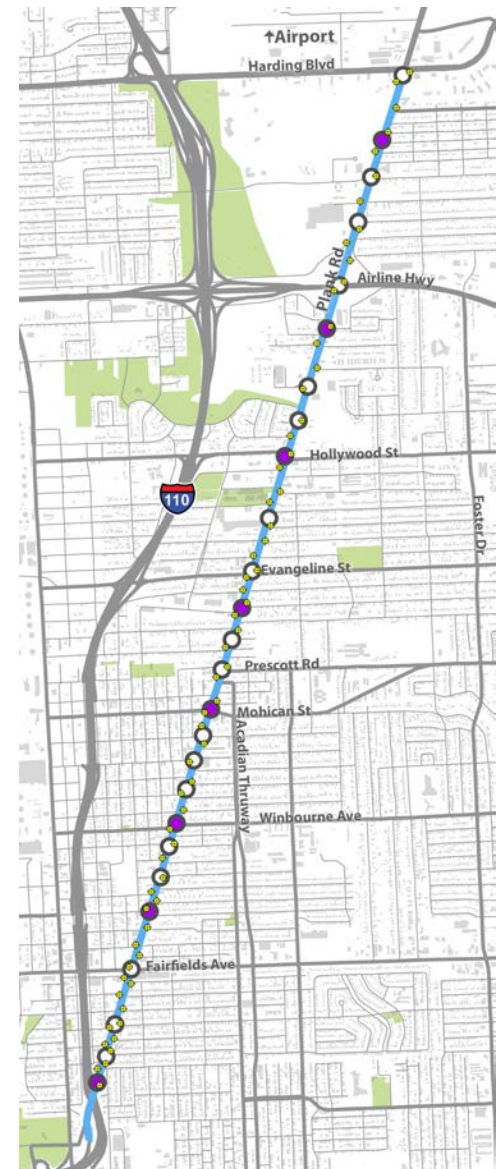 ↑Airport
Harding Blvd
Plank Rd
Airline Hwy
Hollywood St
110
Foster Dr
Evangeline St
Prescott Rd
Mohican St
Acadian Thruway
Winbourne Ave
Fairfields Ave